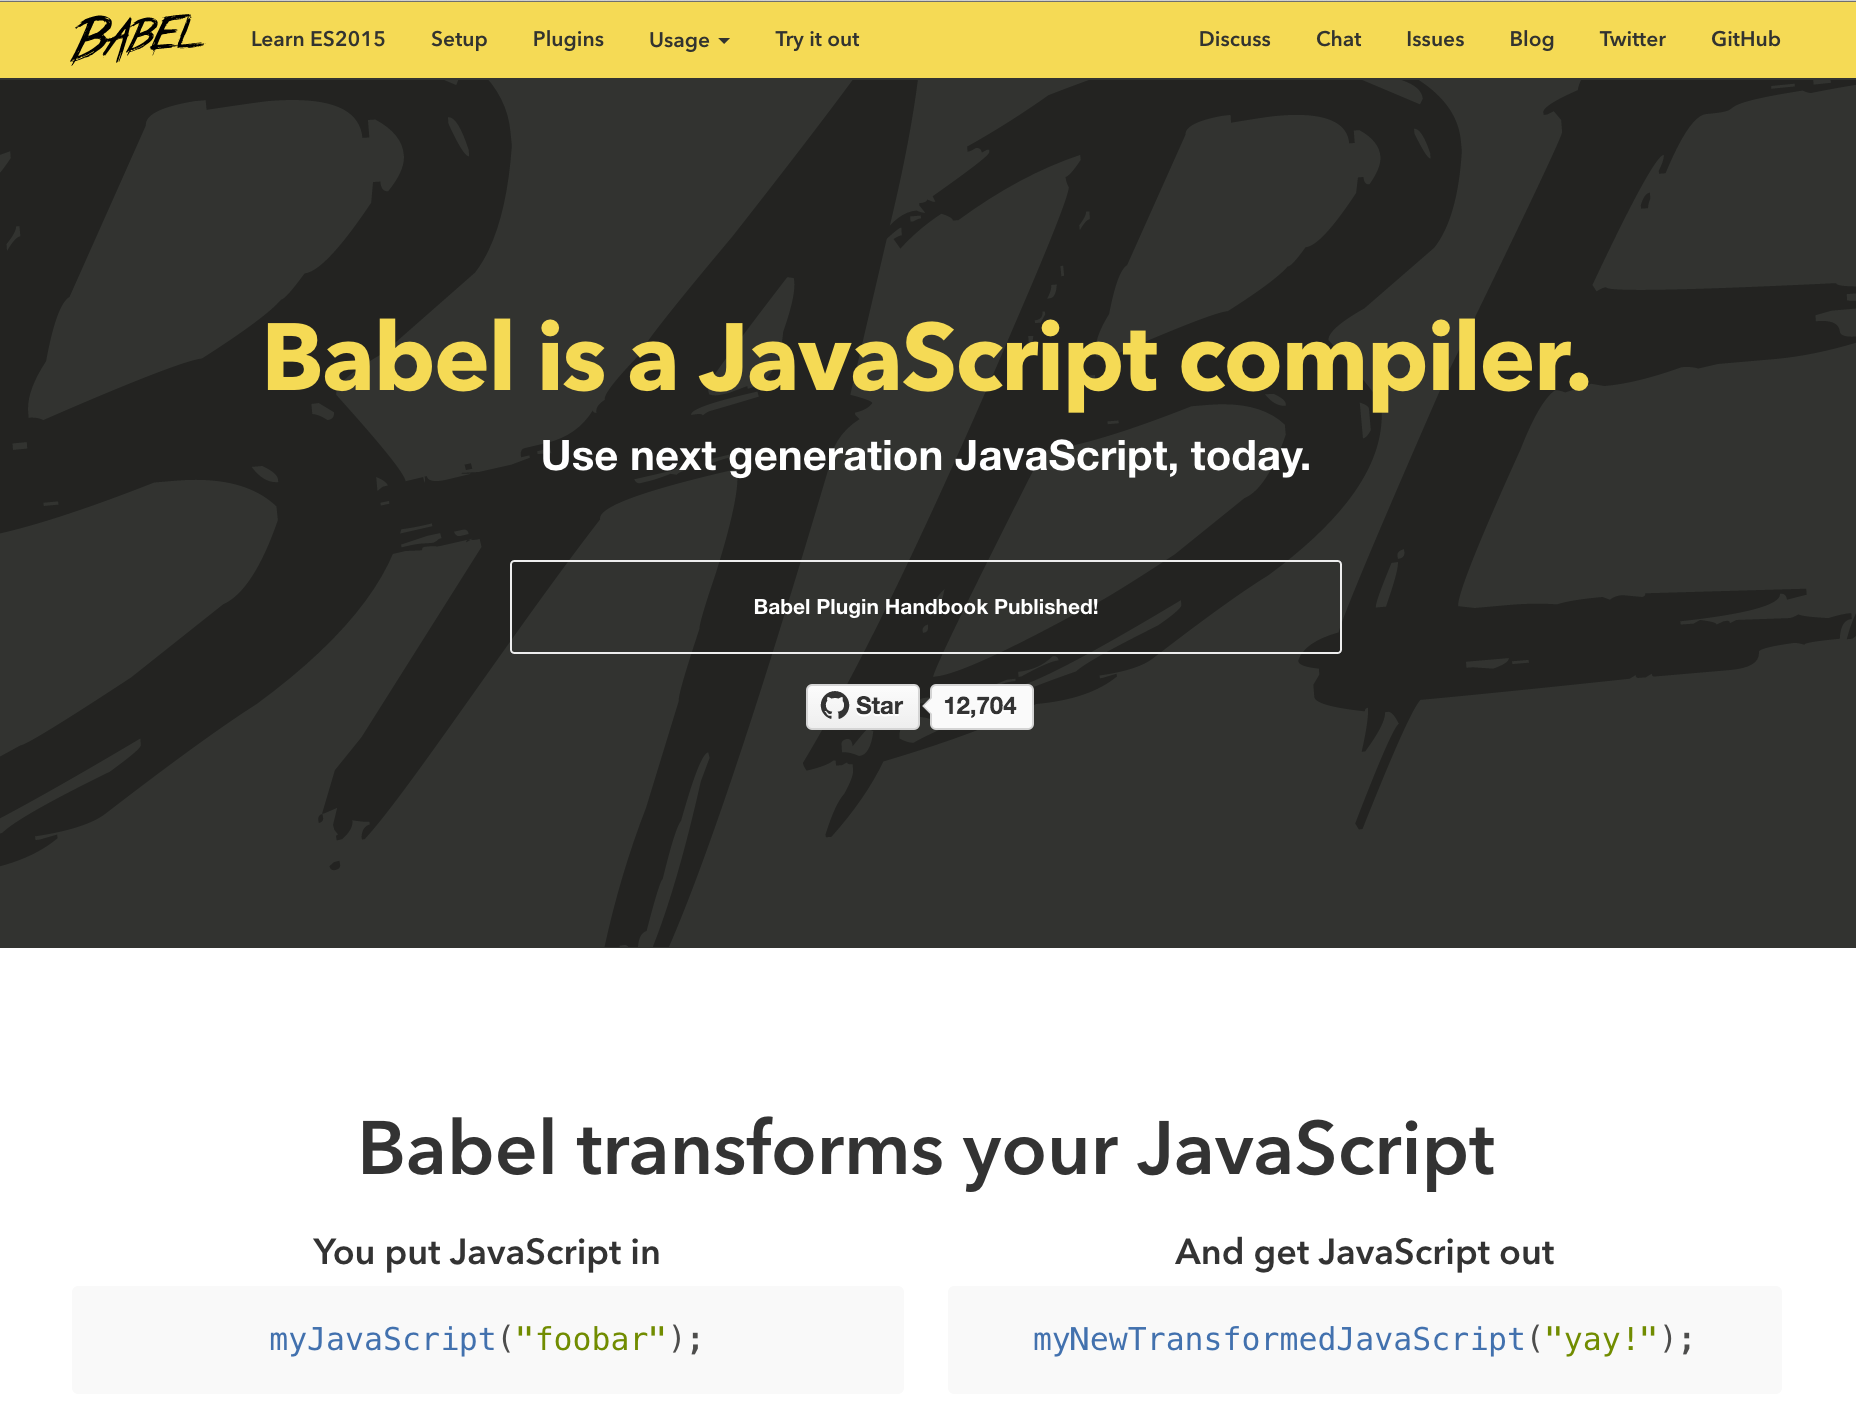 BABEL Learn ES2015 Setup Plugins Usage Try it out Discuss Chat Issues Blog Twitter GitHub
BABEL
Babel is a JavaScript compiler.
Use next generation JavaScript, today.
Babel Plugin Handbook Published!
Star 12,704
Babel transforms your JavaScript
You put JavaScript in
myJavaScript("foobar");
And get JavaScript out
myNewTransformedJavaScript("yay!");